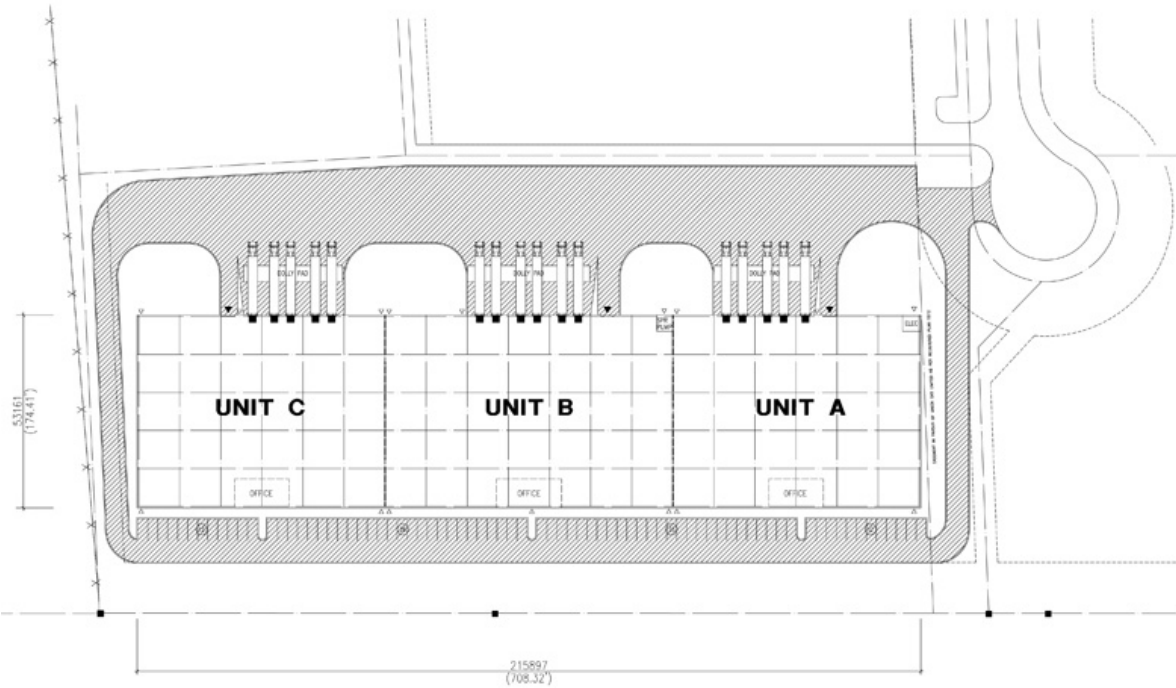 DOLLY PAD
DOLLY PAD
DOLLY PAD
ELEC
UNIT C
UNIT B
UNIT A
53161
(174.41')
OFFICE
OFFICE
OFFICE
215897
(708.32')